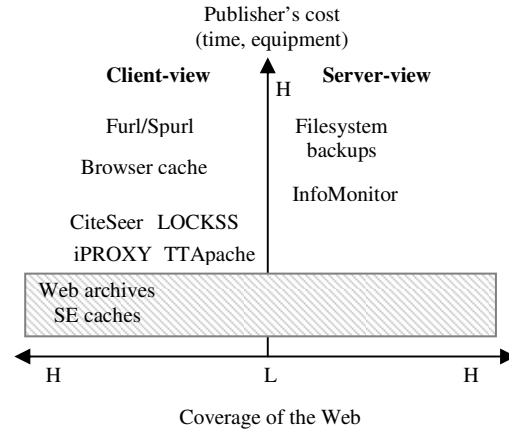 Publisher’s cost
(time, equipment)
Client-view Server-view
H
Furl/Spurl Filesystem
backups
Browser cache
InfoMonitor
CiteSeer LOCKSS
iPROXY TTApache
Web archives
SE caches
H L H
Coverage of the Web